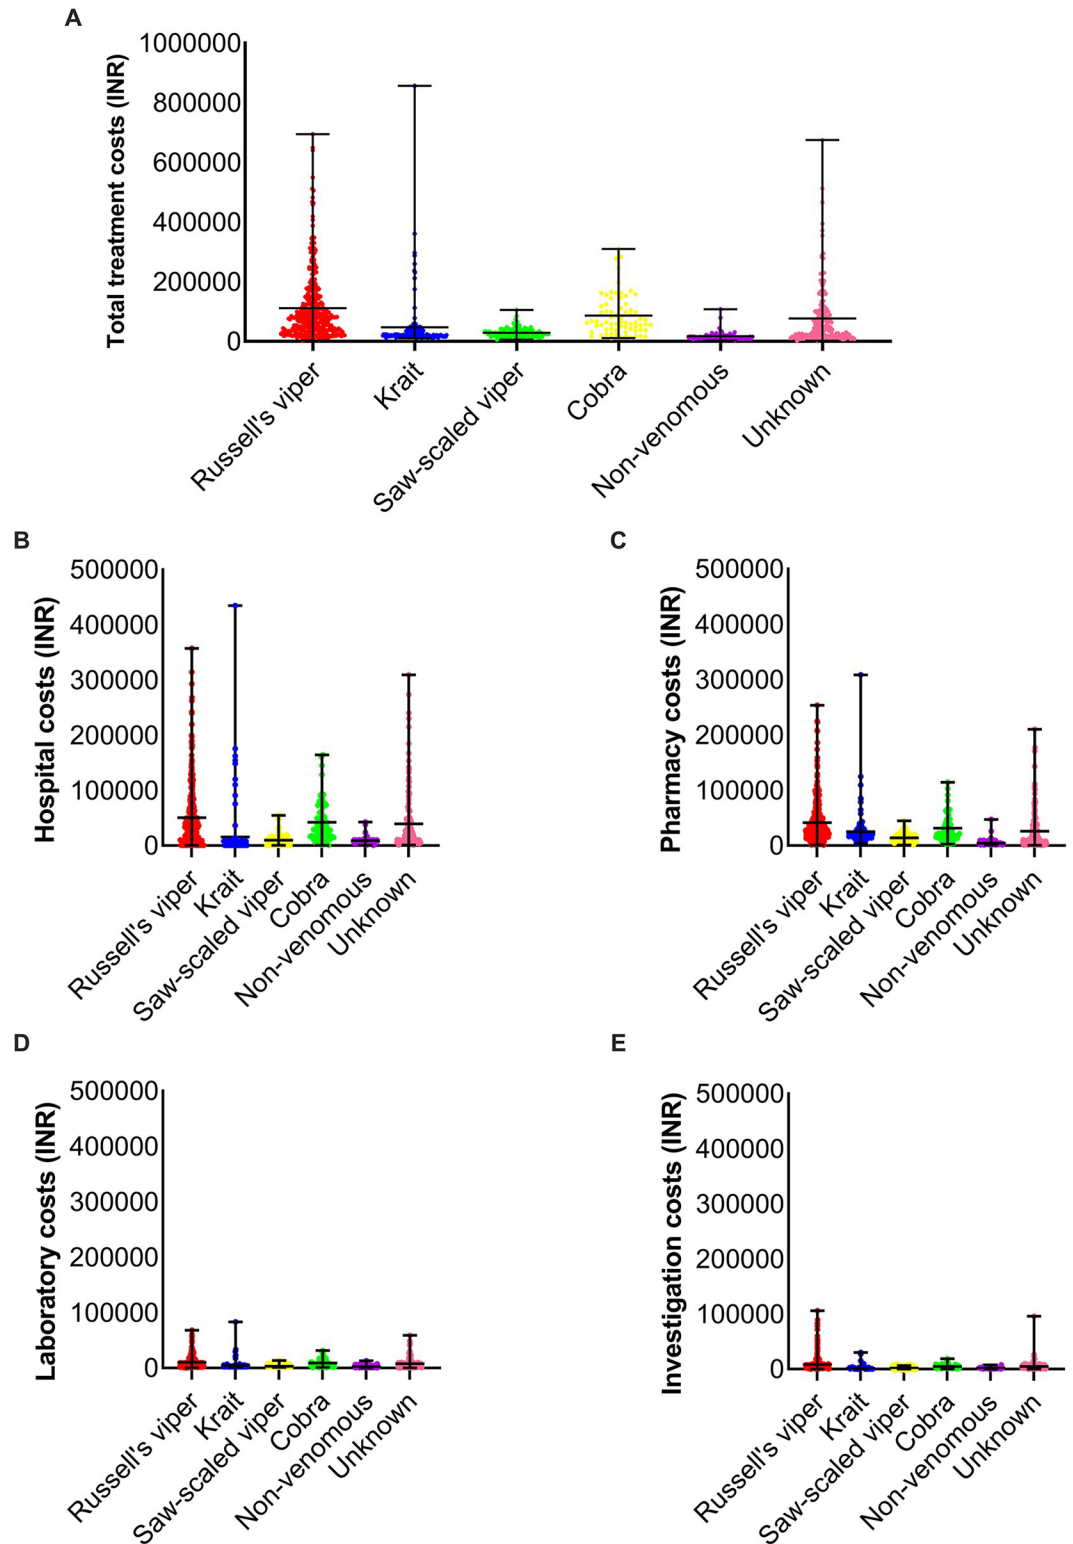 A
Total treatment costs (INR)
1000000
800000
600000
400000
200000
0
Russell's viper
Krait
Saw-scaled viper
Cobra
Non-venomous
Unknown
B
Hospital costs (INR)
500000
400000
300000
200000
100000
0
Russell's viper
Krait
Saw-scaled viper
Cobra
Non-venomous
Unknown
C
Pharmacy costs (INR)
500000
400000
300000
200000
100000
0
Russell's viper
Krait
Saw-scaled viper
Cobra
Non-venomous
Unknown
D
Laboratory costs (INR)
500000
400000
300000
200000
100000
0
Russell's viper
Krait
Saw-scaled viper
Cobra
Non-venomous
Unknown
E
Investigation costs (INR)
500000
400000
300000
200000
100000
0
Russell's viper
Krait
Saw-scaled viper
Cobra
Non-venomous
Unknown